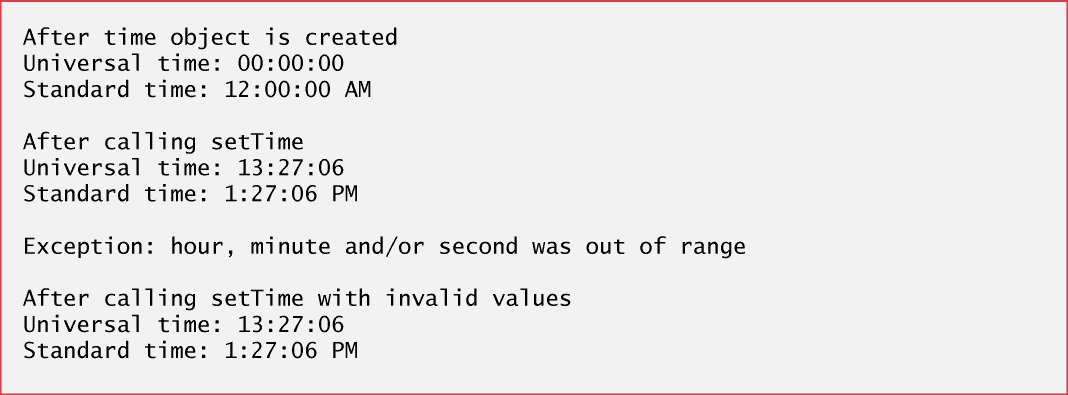 After time object is created
Universal time: 00:00:00
Standard time: 12:00:00 AM
After calling setTime
Universal time: 13:27:06
Standard time: 1:27:06 PM
Exception: hour, minute and/or second was out of range
After calling setTime with invalid values
Universal time: 13:27:06
Standard time: 1:27:06 PM